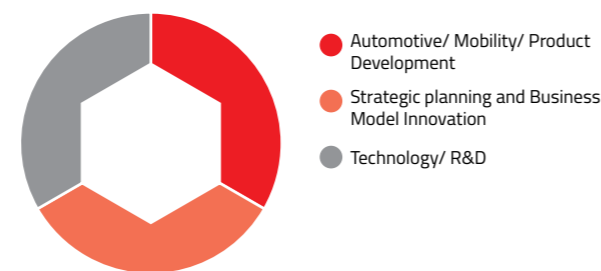 Automotive/ Mobility/ Product
Development
Strategic planning and Business
Model Innovation
Technology/ R&D